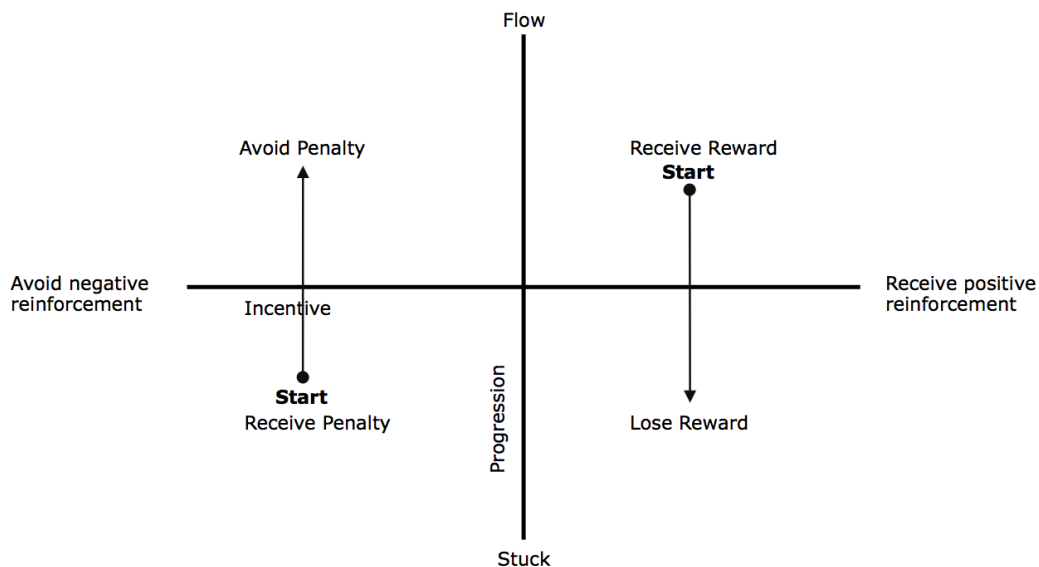 Flow
Avoid Penalty
Receive Reward
Start
Avoid negative
reinforcement
Receive positive
reinforcement
Incentive
Progression
Start
Receive Penalty
Lose Reward
Stuck